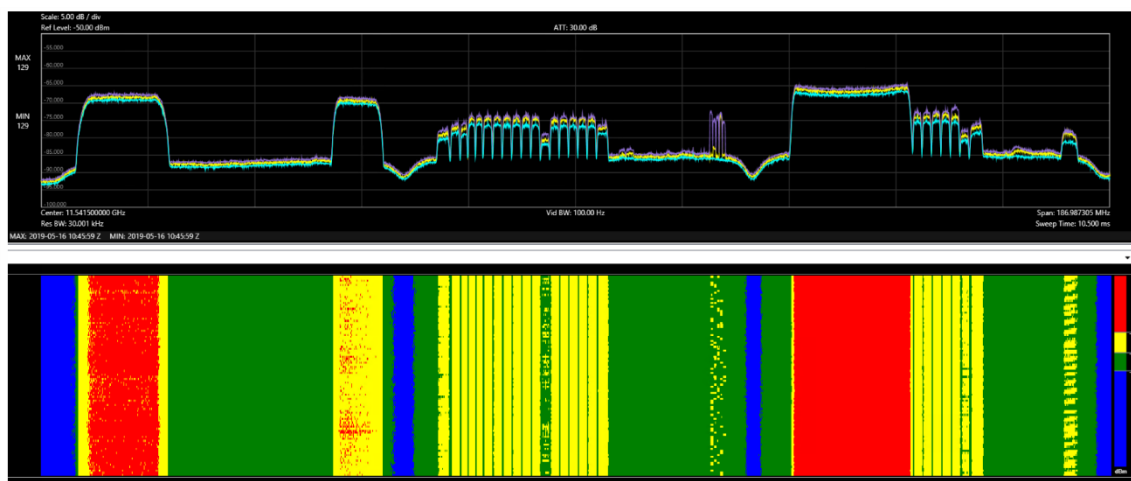 Scale: 5.00 dB / div
Ref Level: -50.00 dBm ATT: 30.00 dB
-55.000
MAX
129
-60.000
-65.000
-70.000
MIN
129
-75.000
-80.000
-85.000
-90.000
-95.000
-100.000
Center: 11.541500000 GHz Vid BW: 100.00 Hz Span: 186.987305 MHz
Res BW: 30.001 kHz Sweep Time: 10.500 ms
MAX: 2019-05-16 10:45:59 Z MIN: 2019-05-16 10:45:59 Z
dBm